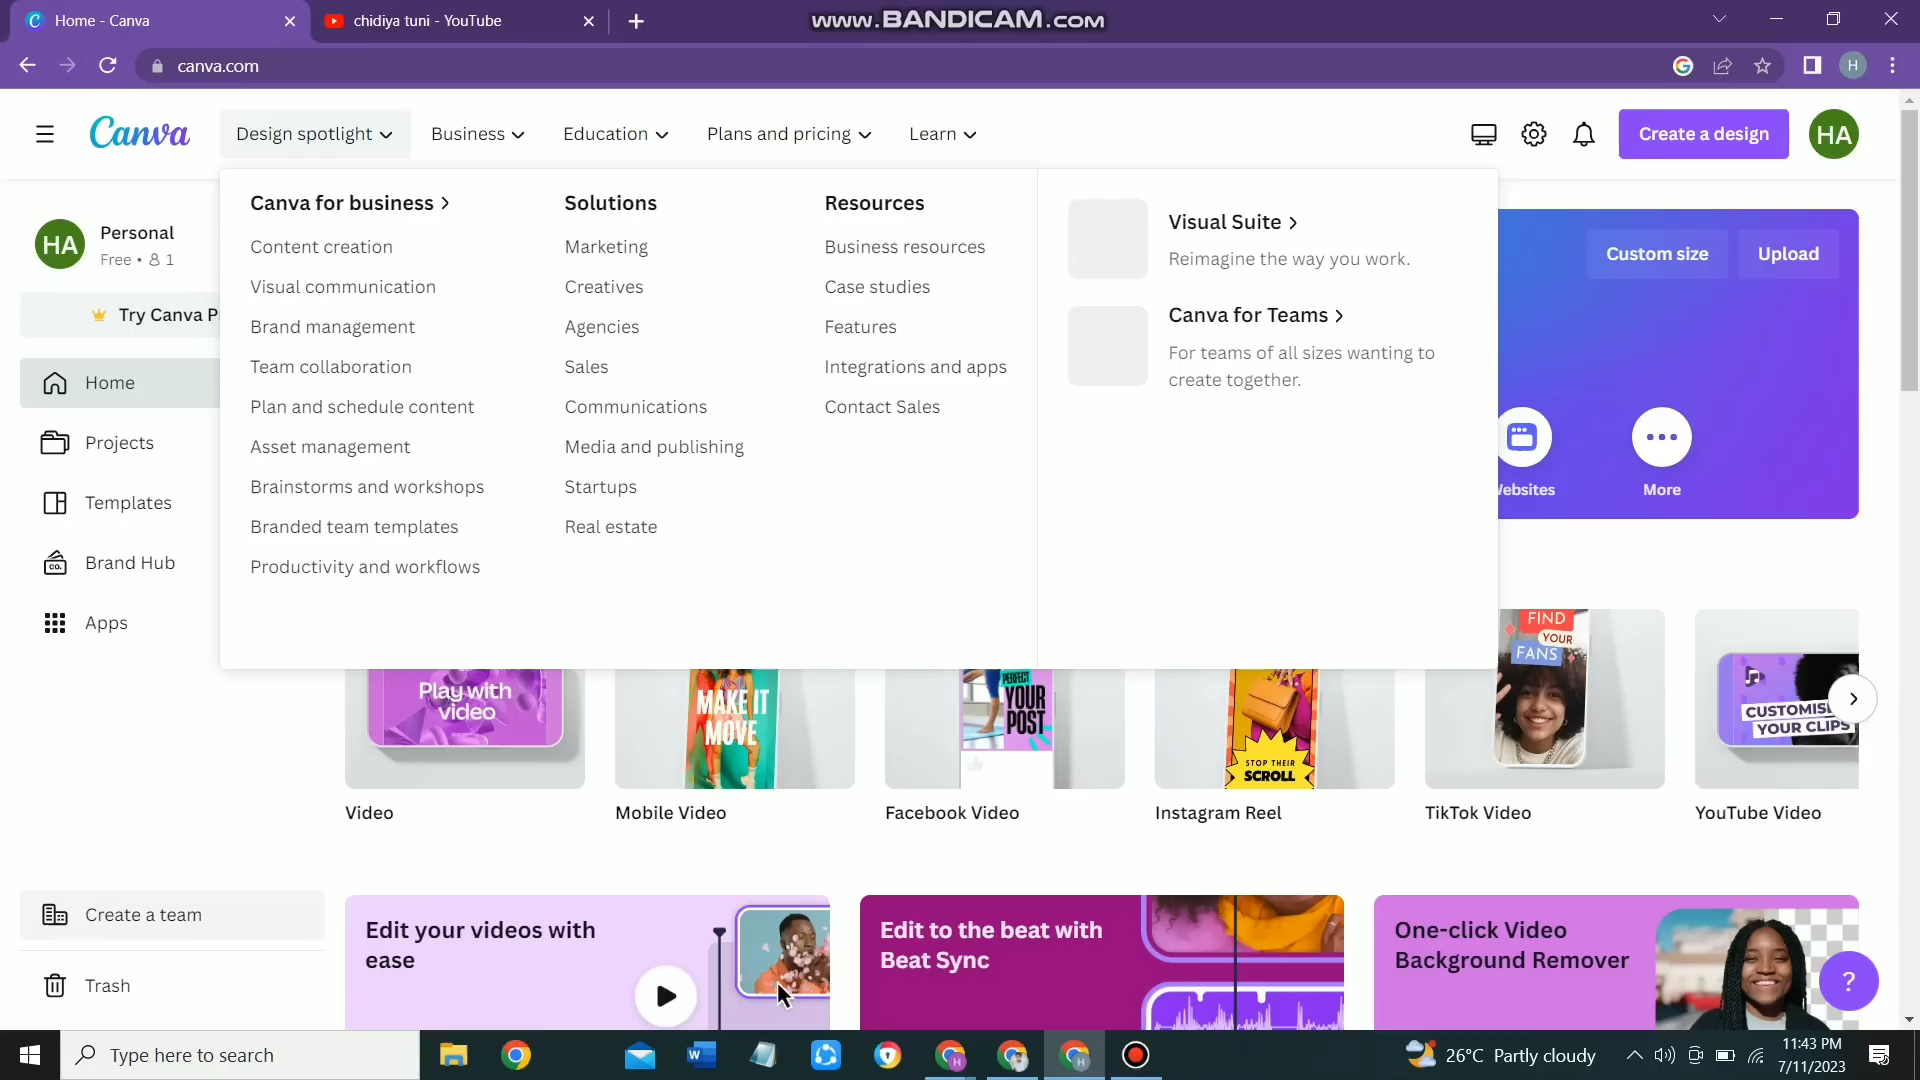 Home - Canva
chidiya tuni - YouTube
www.BANDICAM.com
canva.com
H
Canva
Design spotlight
Business
Education
Plans and pricing
Learn
Create a design
HA
HA
Personal
Free • 1
Try Canva P
Home
Projects
Templates
Brand Hub
Apps
Create a team
Trash
Canva for business
Content creation
Visual communication
Brand management
Team collaboration
Plan and schedule content
Asset management
Brainstorms and workshops
Branded team templates
Productivity and workflows
Solutions
Marketing
Creatives
Agencies
Sales
Communications
Media and publishing
Startups
Real estate
Resources
Business resources
Case studies
Features
Integrations and apps
Contact Sales
Visual Suite
Reimagine the way you work.
Canva for Teams
For teams of all sizes wanting to
create together.
Custom size
Upload
ebsites
More
Play with
video
MAKE IT
MOVE
PERFECT
YOUR
POST
STOP THEIR
SCROLL
FIND
YOUR
FANS
CUSTOMIS
YOUR CLIPS
Video
Mobile Video
Facebook Video
Instagram Reel
TikTok Video
YouTube Video
Edit your videos with
ease
Edit to the beat with
Beat Sync
One-click Video
Background Remover
?
Type here to search
26°C Partly cloudy
11:43 PM
7/11/2023